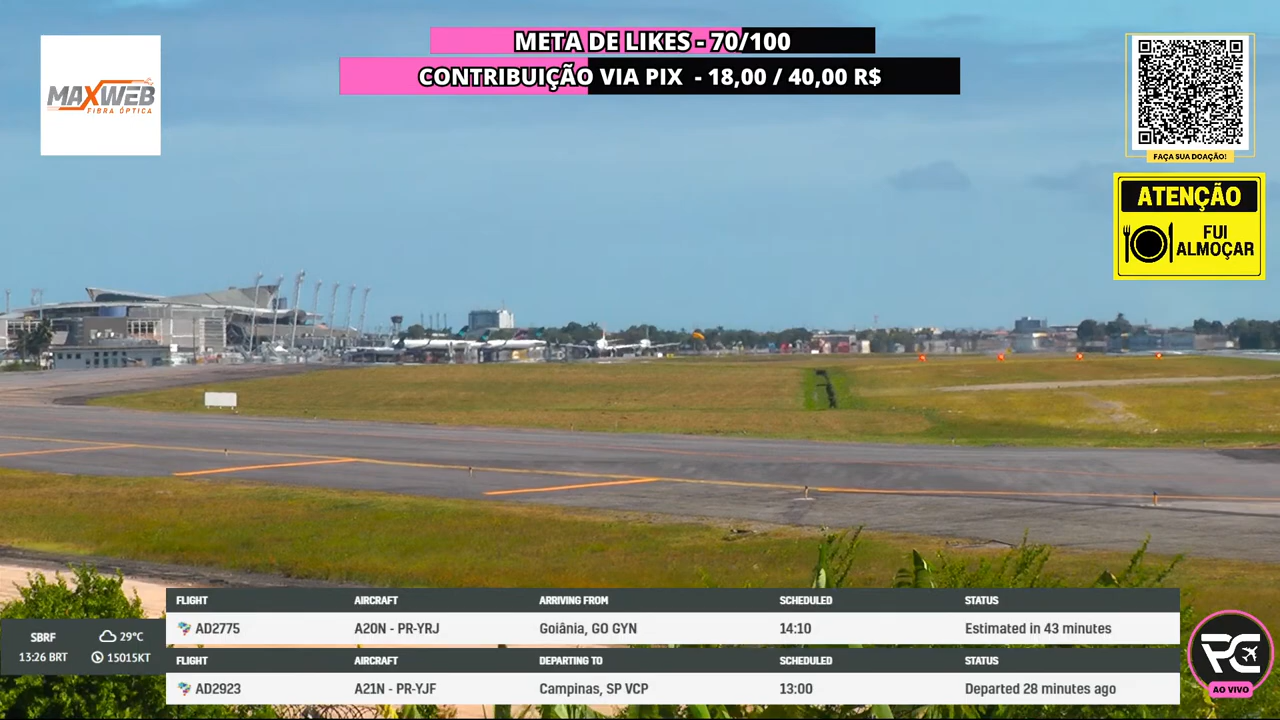 META DE LIKES - 70/100
CONTRIBUIÇÃO VIA PIX - 18,00 / 40,00 R$
MAXWEB
FIBRA ÓPTICA
FAÇA SUA DOAÇÃO!
ATENÇÃO
FUI
ALMOÇAR
FLIGHT AIRCRAFT ARRIVING FROM SCHEDULED STATUS
AD2775 A20N - PR-YRJ Goiânia, GO GYN 14:10 Estimated in 43 minutes
FLIGHT AIRCRAFT DEPARTING TO SCHEDULED STATUS
AD2923 A21N - PR-YJF Campinas, SP VCP 13:00 Departed 28 minutes ago
SBRF 29°C
13:26 BRT 15015KT
PC
AO VIVO